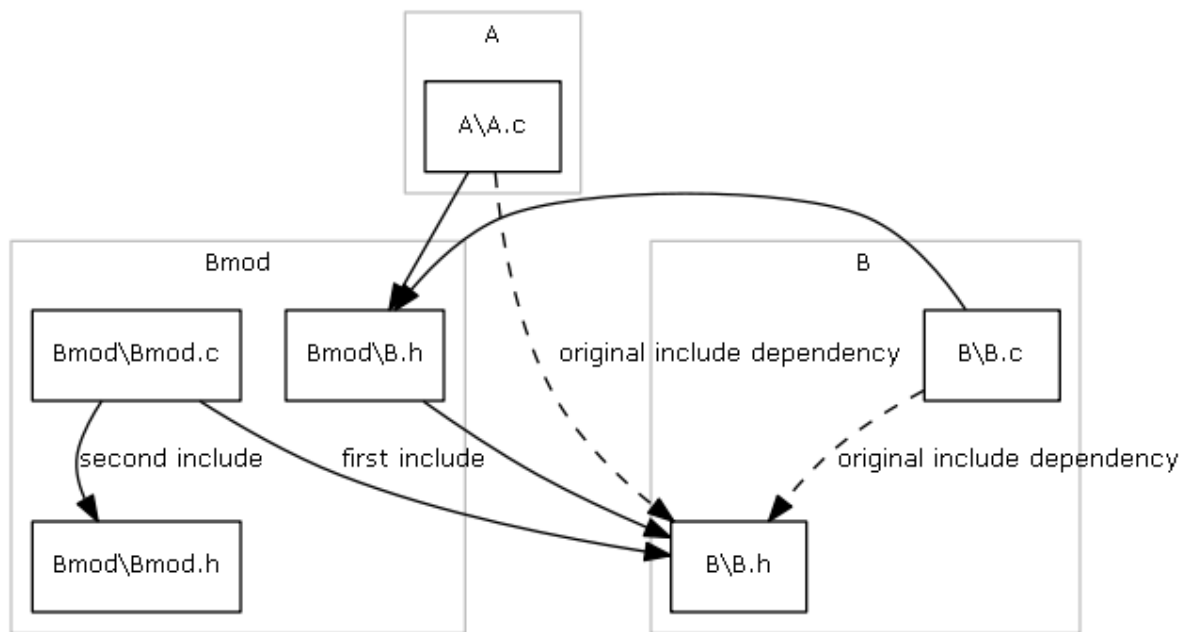 A
A\A.c
Bmod
B
Bmod\Bmod.c
Bmod\B.h
B\B.c
original include dependency
second include
first include
original include dependency
Bmod\Bmod.h
B\B.h